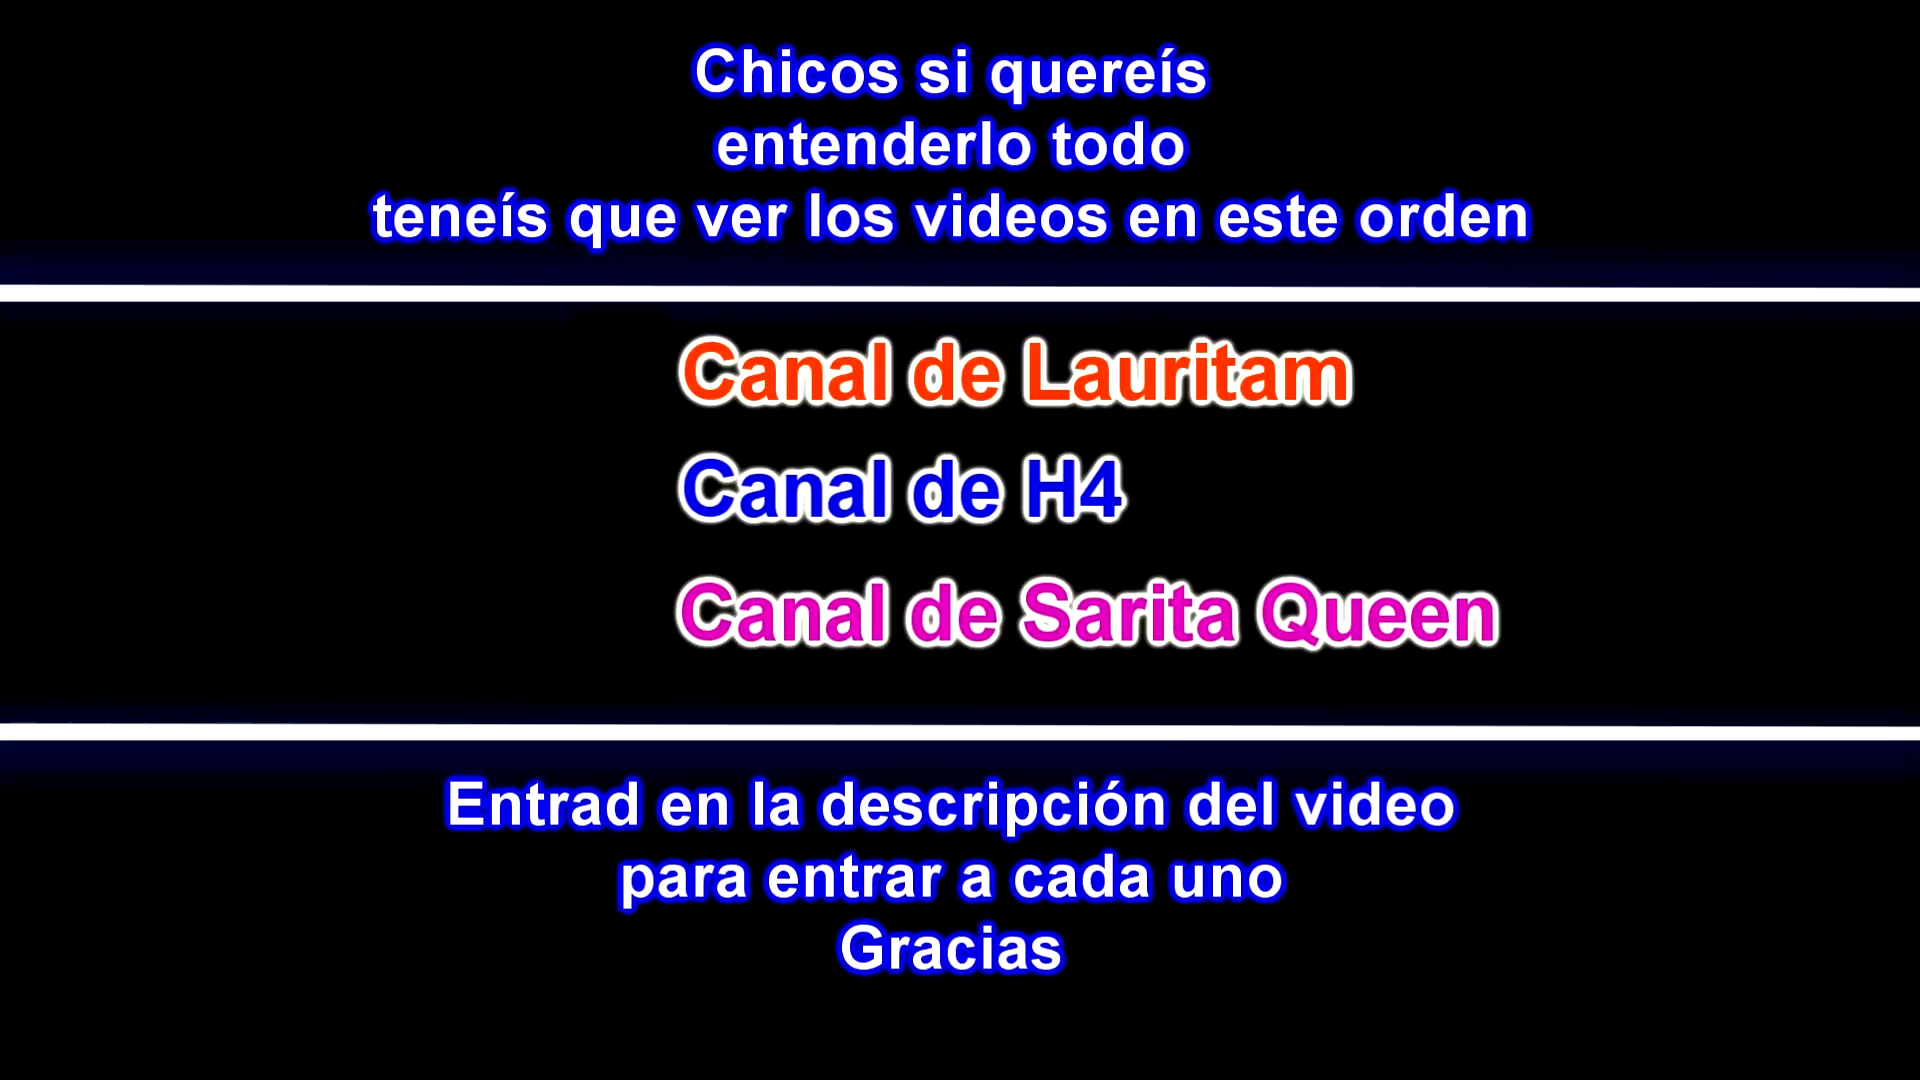 Chicos si quereís
entenderlo todo
teneís que ver los videos en este orden
Canal de Lauritam
Canal de H4
Canal de Sarita Queen
Entrad en la descripción del video
para entrar a cada uno
Gracias